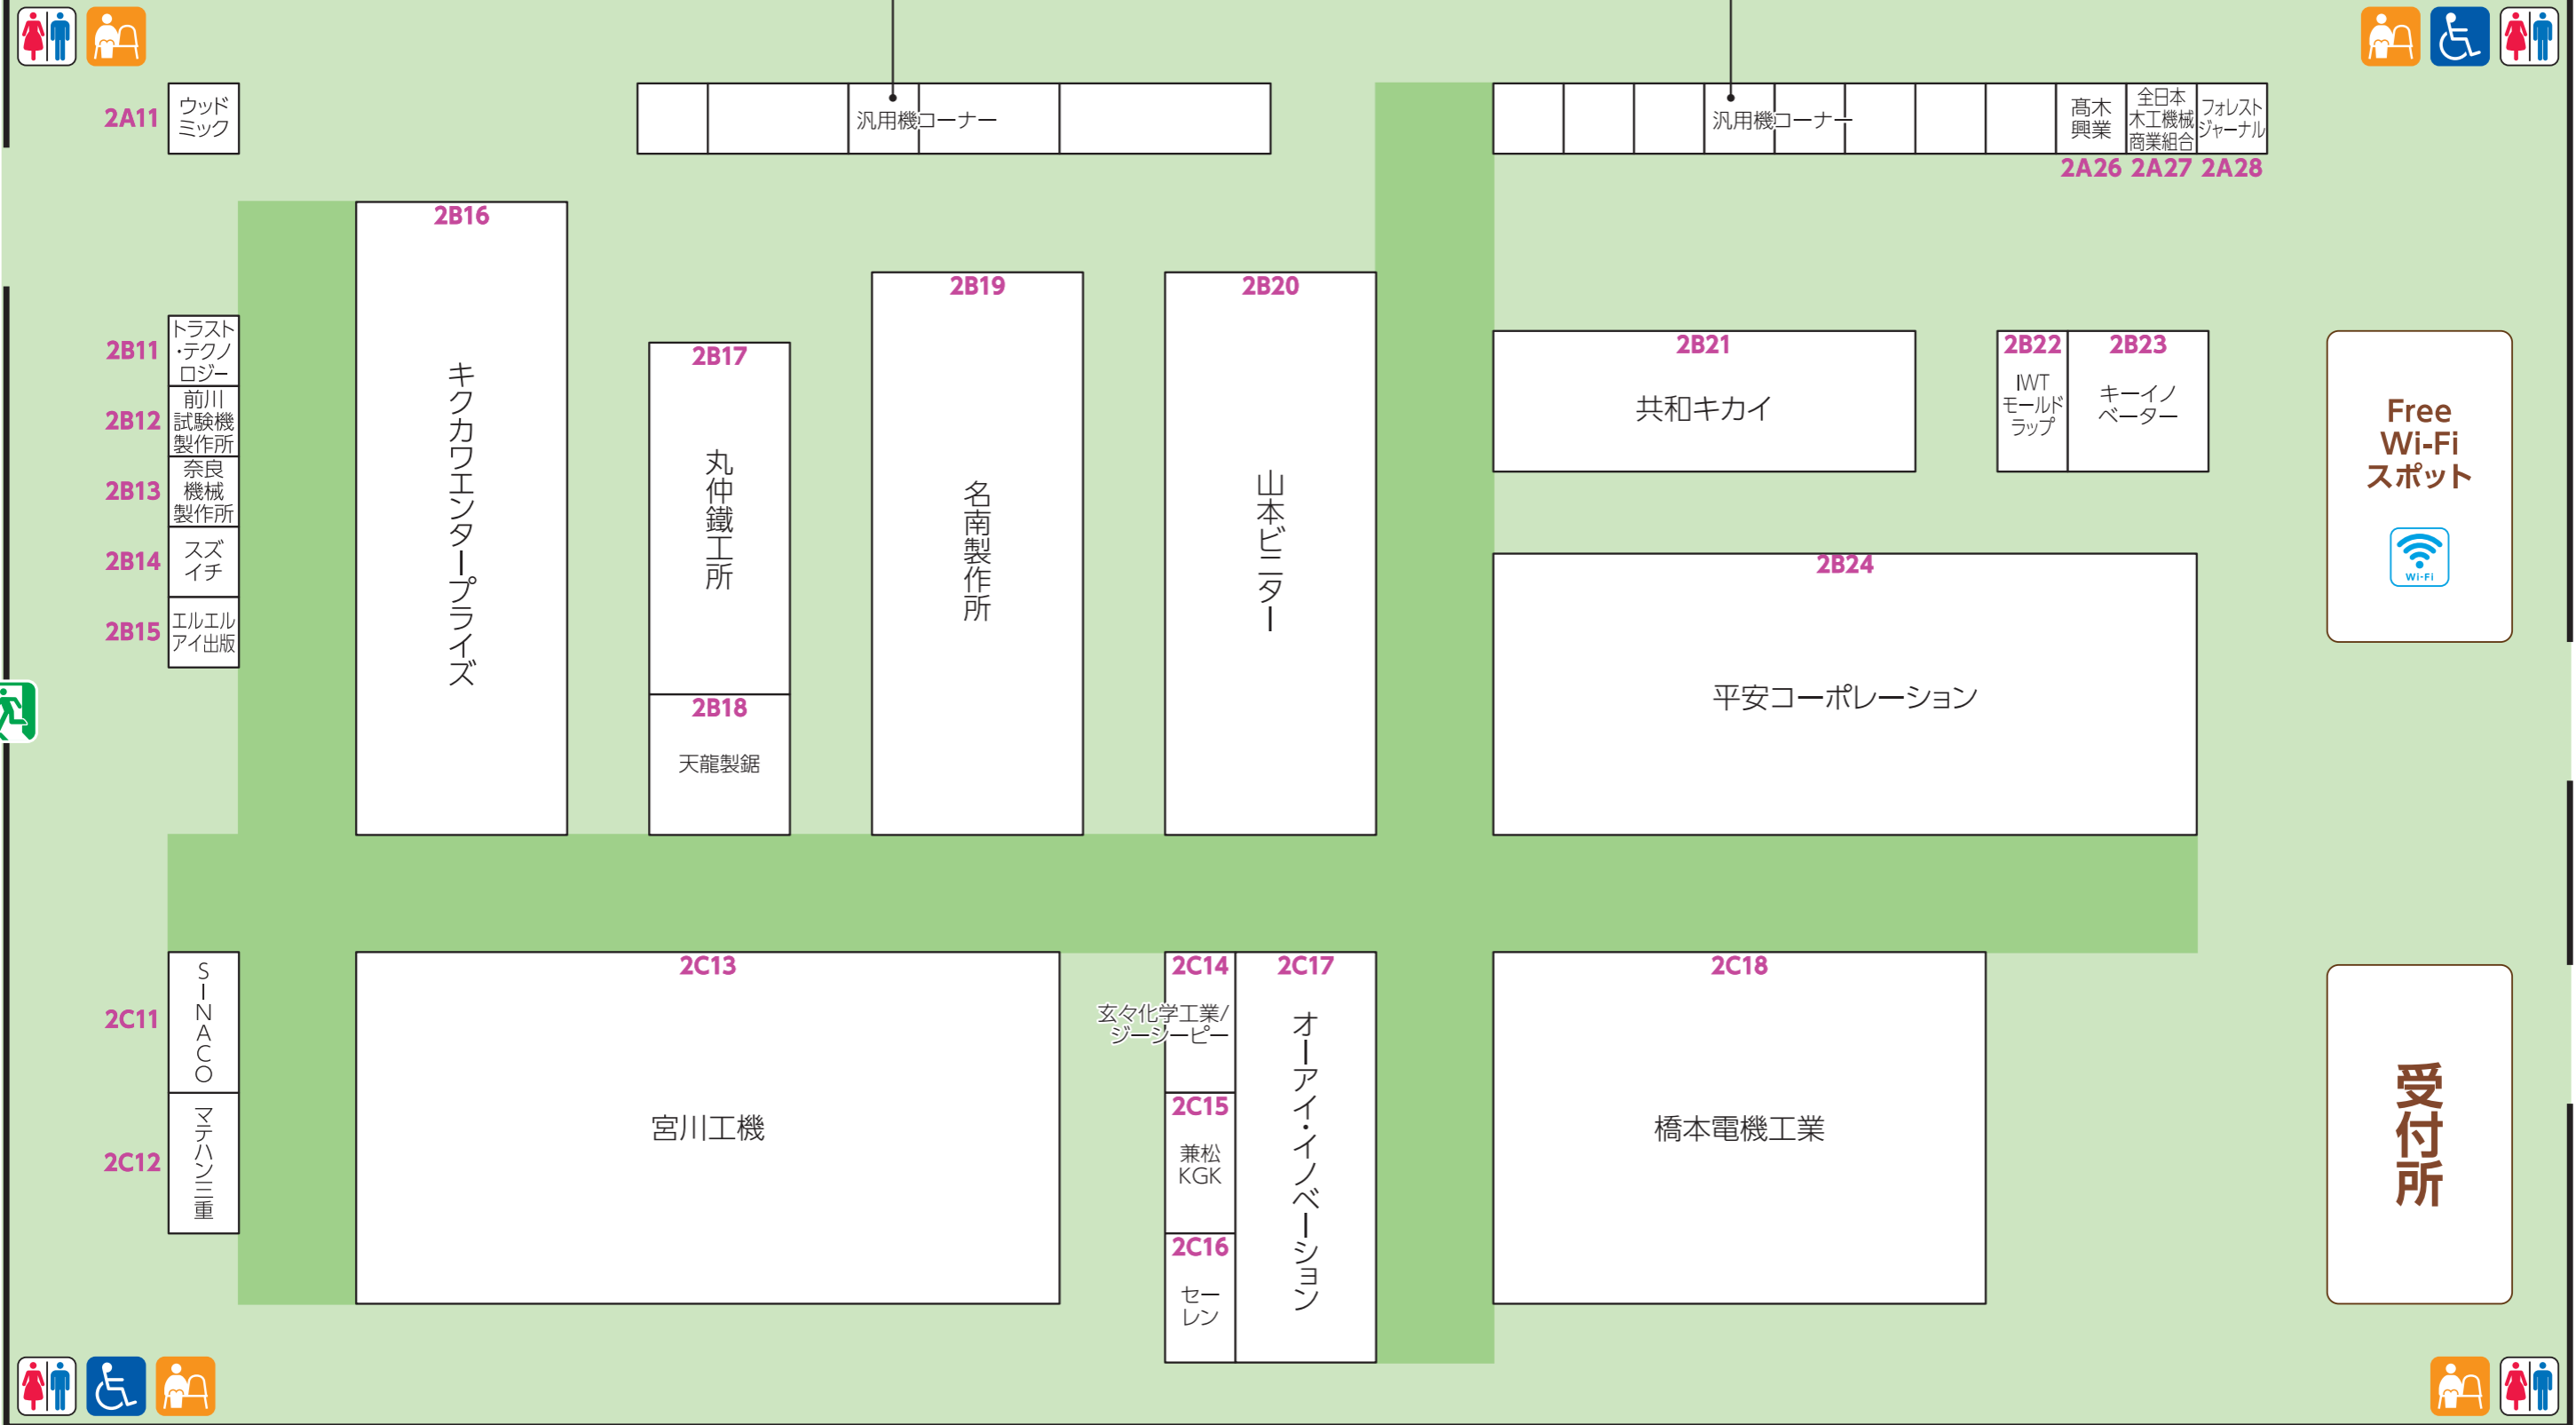 2A11
ウッド
ミック
汎用機コーナー
汎用機コーナー
髙木
興業
全日本
木工機械
商業組合
フォレスト
ジャーナル
2A26
2A27
2A28
2B11
トラスト
・テクノ
ロジー
2B12
前川
試験機
製作所
2B13
奈良
機械
製作所
2B14
スズ
イチ
2B15
エルエル
アイ出版
2B16
キクカワエンタープライズ
2B17
丸仲鐵工所
2B18
天龍製鋸
2B19
名南製作所
2B20
山本ビニター
2B21
共和キカイ
2B22
IWT
モールド
ラップ
2B23
キーイノ
ベーター
2B24
平安コーポレーション
Free
Wi-Fi
スポット
Wi-Fi
2C11
SINACO
2C12
マテハン三重
2C13
宮川工機
2C14
玄々化学工業/
ジーシーピー
2C15
兼松
KGK
2C16
セー
レン
2C17
オーアイ・イノベーション
2C18
橋本電機工業
受付所